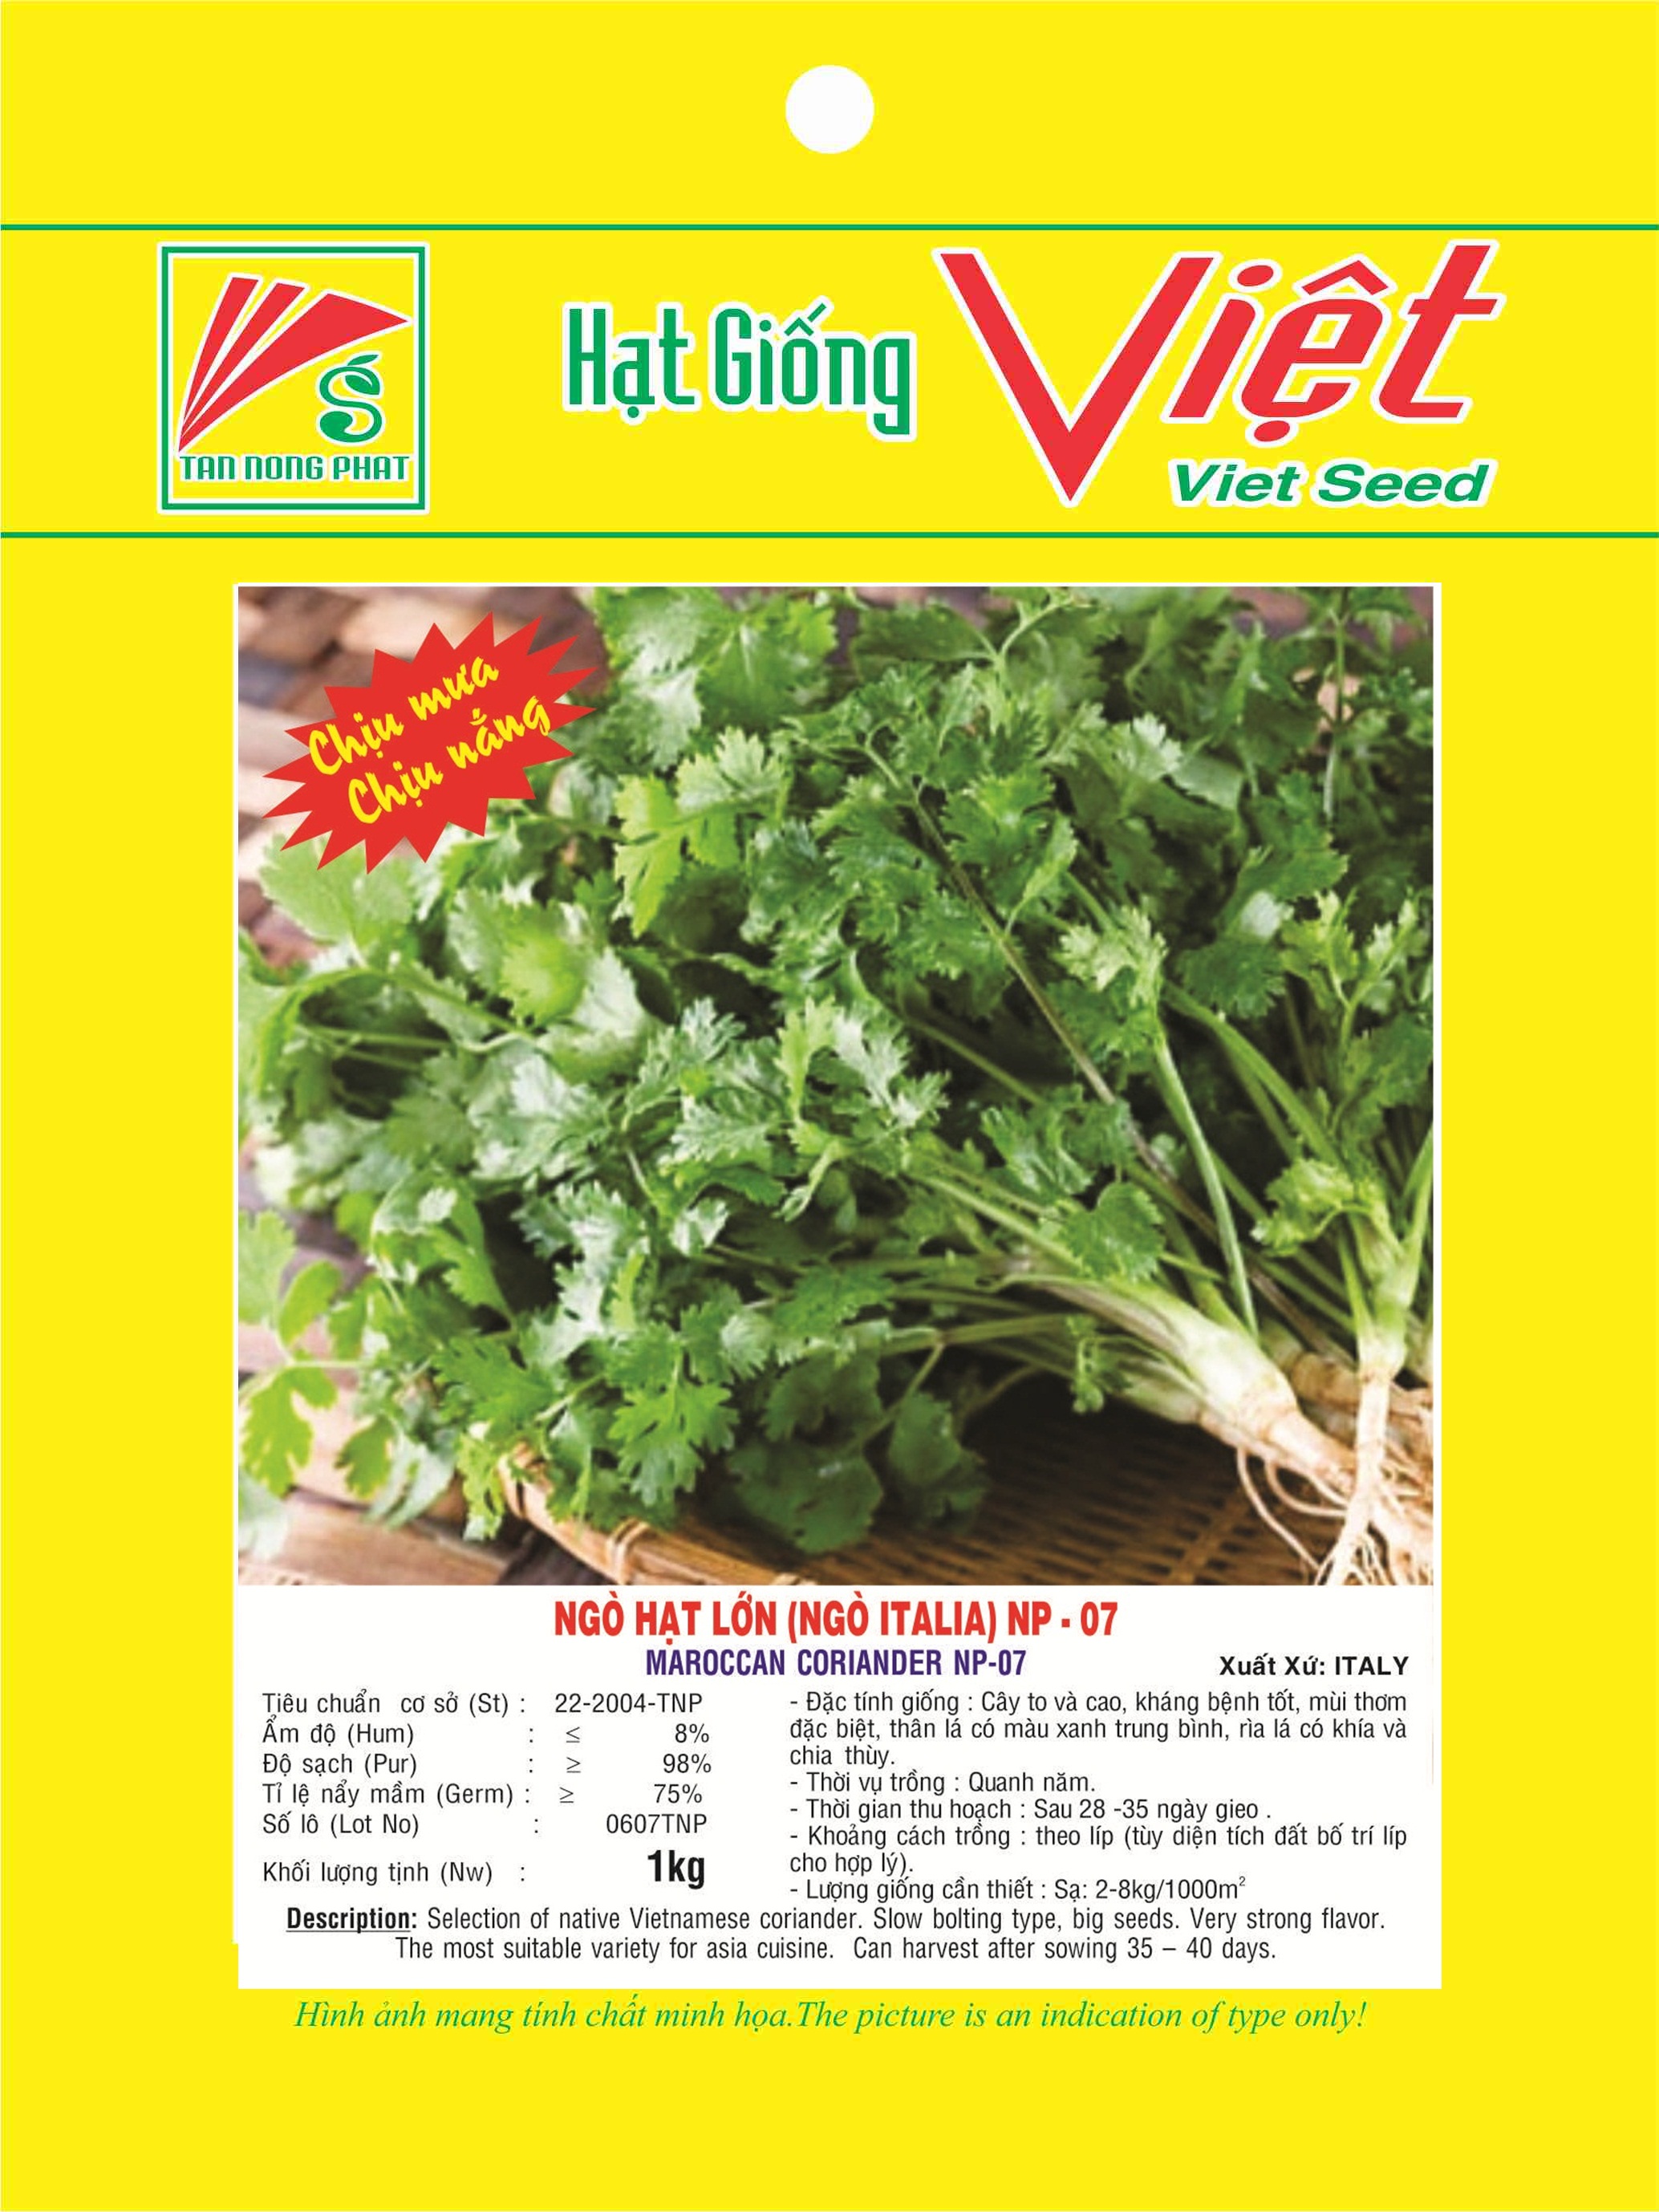 TAN NONG PHAT
Hạt Giống Việt
Viet Seed
Chịu mưa
Chịu nắng
NGÒ HẠT LỚN (NGÒ ITALIA) NP - 07
MAROCCAN CORIANDER NP-07
Xuất Xứ: ITALY
Tiêu chuẩn cơ sở (St) : 22-2004-TNP
Ẩm độ (Hum) : ≤ 8%
Độ sạch (Pur) : ≥ 98%
Tỉ lệ nẩy mầm (Germ) : ≥ 75%
Số lô (Lot No) : 0607TNP
Khối lượng tịnh (Nw) : 1kg
- Đặc tính giống : Cây to và cao, kháng bệnh tốt, mùi thơm
đặc biệt, thân lá có màu xanh trung bình, rìa lá có khía và
chia thùy.
- Thời vụ trồng : Quanh năm.
- Thời gian thu hoạch : Sau 28 -35 ngày gieo .
- Khoảng cách trồng : theo líp (tùy diện tích đất bố trí líp
cho hợp lý).
- Lượng giống cần thiết : Sạ: 2-8kg/1000m²
Description: Selection of native Vietnamese coriander. Slow bolting type, big seeds. Very strong flavor.
The most suitable variety for asia cuisine. Can harvest after sowing 35 – 40 days.
Hình ảnh mang tính chất minh họa.The picture is an indication of type only!